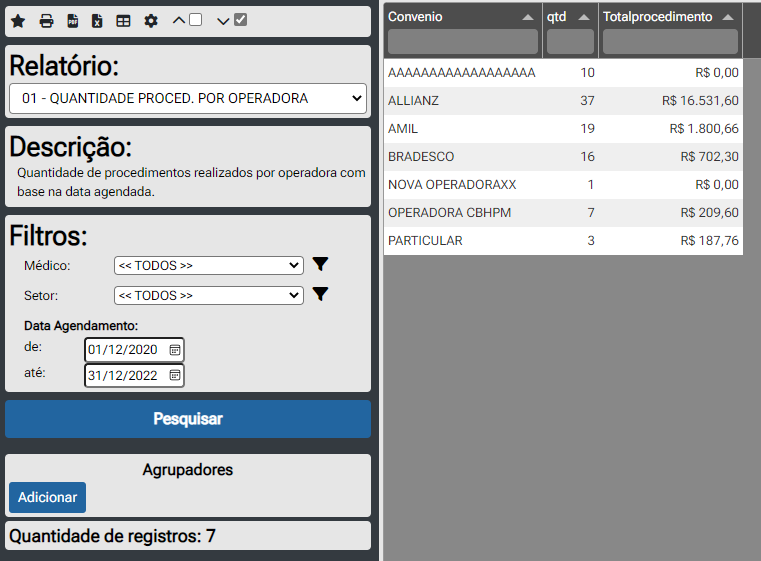 Relatório:
01 - QUANTIDADE PROCED. POR OPERADORA
Descrição:
Quantidade de procedimentos realizados por operadora com
base na data agendada.
Filtros:
Médico: << TODOS >>
Setor: << TODOS >>
Data Agendamento:
de: 01/12/2020
até: 31/12/2022
Pesquisar
Agrupadores
Adicionar
Quantidade de registros: 7
Convenio qtd Totalprocedimento
AAAAAAAAAAAAAAAAAA 10 R$ 0,00
ALLIANZ 37 R$ 16.531,60
AMIL 19 R$ 1.800,66
BRADESCO 16 R$ 702,30
NOVA OPERADORAXX 1 R$ 0,00
OPERADORA CBHPM 7 R$ 209,60
PARTICULAR 3 R$ 187,76